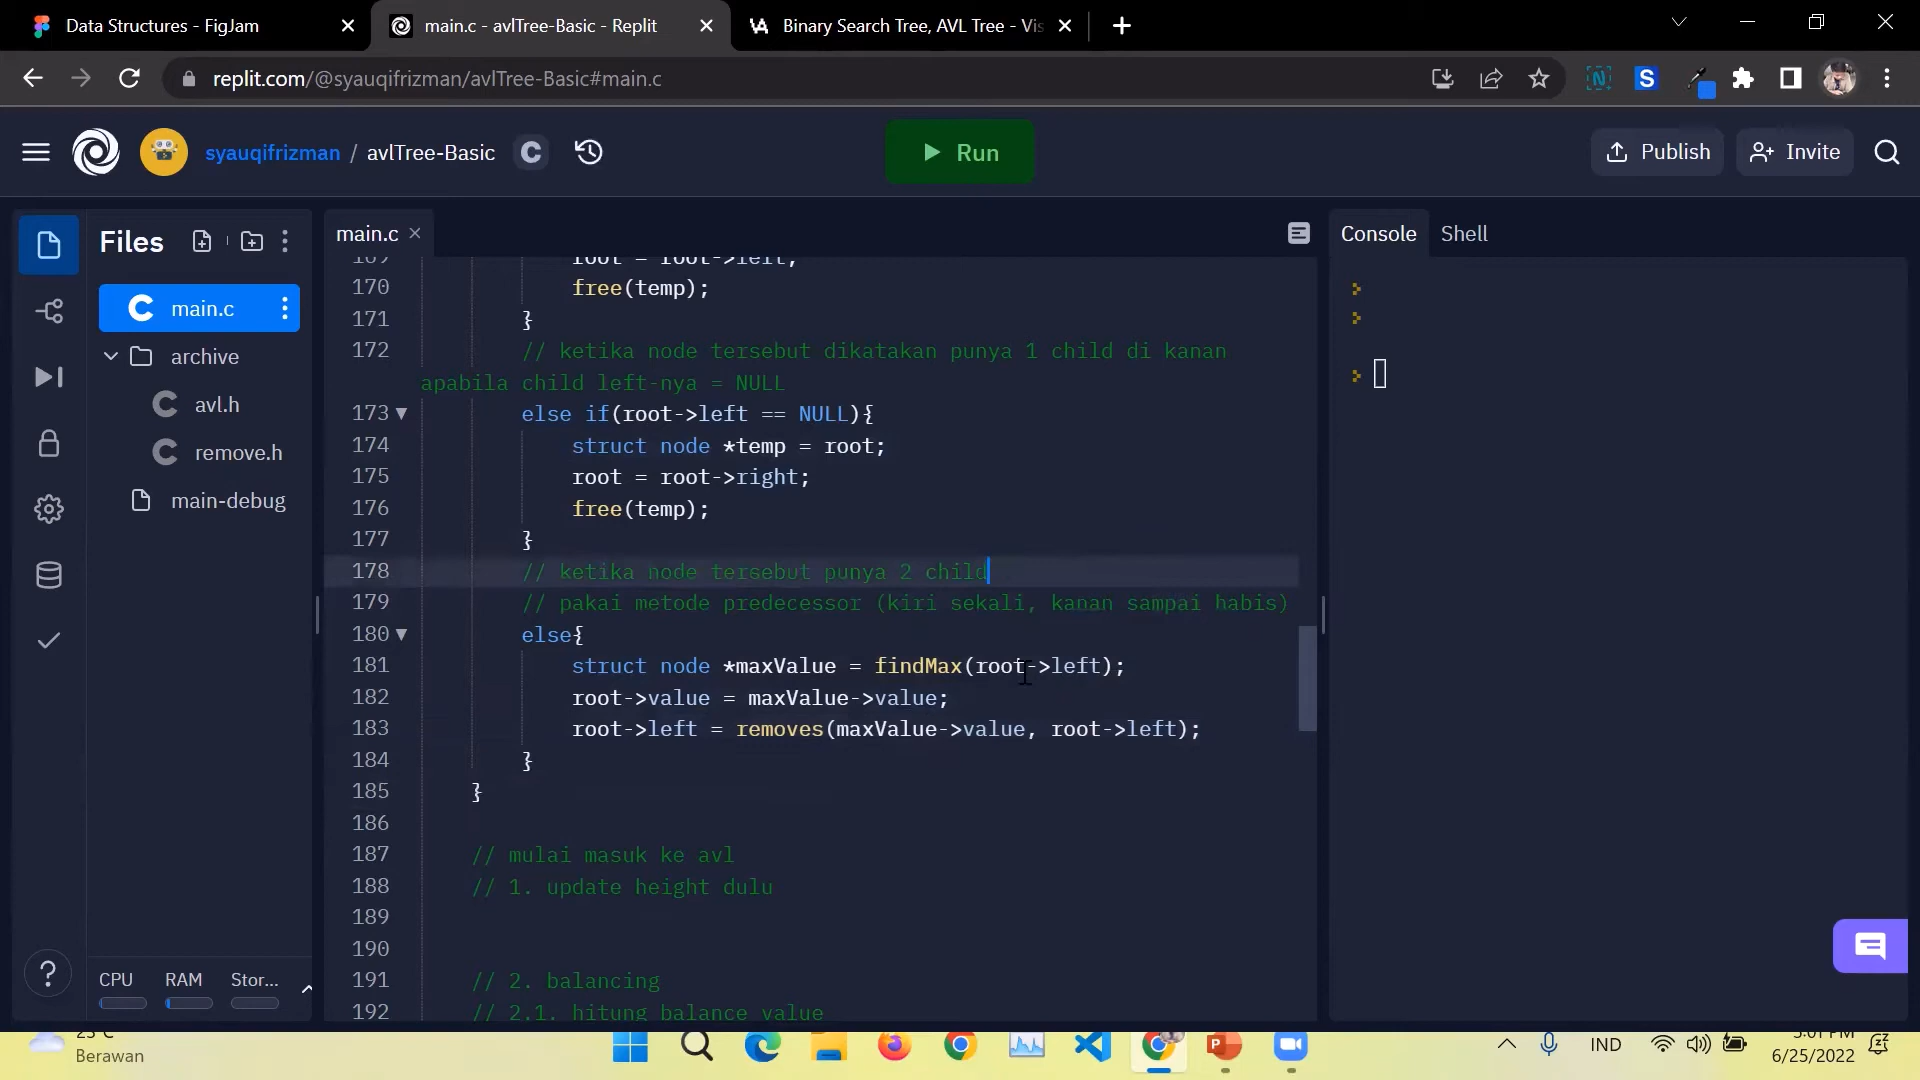 Data Structures - FigJam
main.c - avlTree-Basic - Replit
Binary Search Tree, AVL Tree - Vis
replit.com/@syauqifrizman/avlTree-Basic#main.c
syauqifrizman / avlTree-Basic
C
Run
Publish
Invite
Files
main.c
archive
avl.h
remove.h
main-debug
CPU
RAM
Stor...
main.c
169 root = root->left;
170 free(temp);
171 }
172 // ketika node tersebut dikatakan punya 1 child di kanan
apabila child left-nya = NULL
173 else if(root->left == NULL){
174 struct node *temp = root;
175 root = root->right;
176 free(temp);
177 }
178 // ketika node tersebut punya 2 child
179 // pakai metode predecessor (kiri sekali, kanan sampai habis)
180 else{
181 struct node *maxValue = findMax(root->left);
182 root->value = maxValue->value;
183 root->left = removes(maxValue->value, root->left);
184 }
185 }
186
187 // mulai masuk ke avl
188 // 1. update height dulu
189
190
191 // 2. balancing
192 // 2.1. hitung balance value
Console
Shell
Berawan
IND
6/25/2022